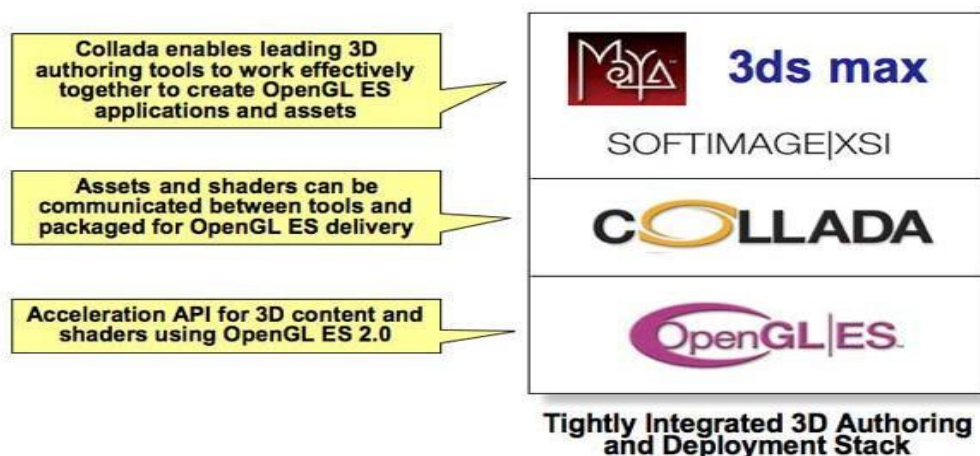 Collada enables leading 3D
authoring tools to work effectively
together to create OpenGL ES
applications and assets
Assets and shaders can be
communicated between tools and
packaged for OpenGL ES delivery
Acceleration API for 3D content and
shaders using OpenGL ES 2.0
MAYA™
3ds max
SOFTIMAGE|XSI
COLLADA
OpenGL|ES™
Tightly Integrated 3D Authoring
and Deployment Stack